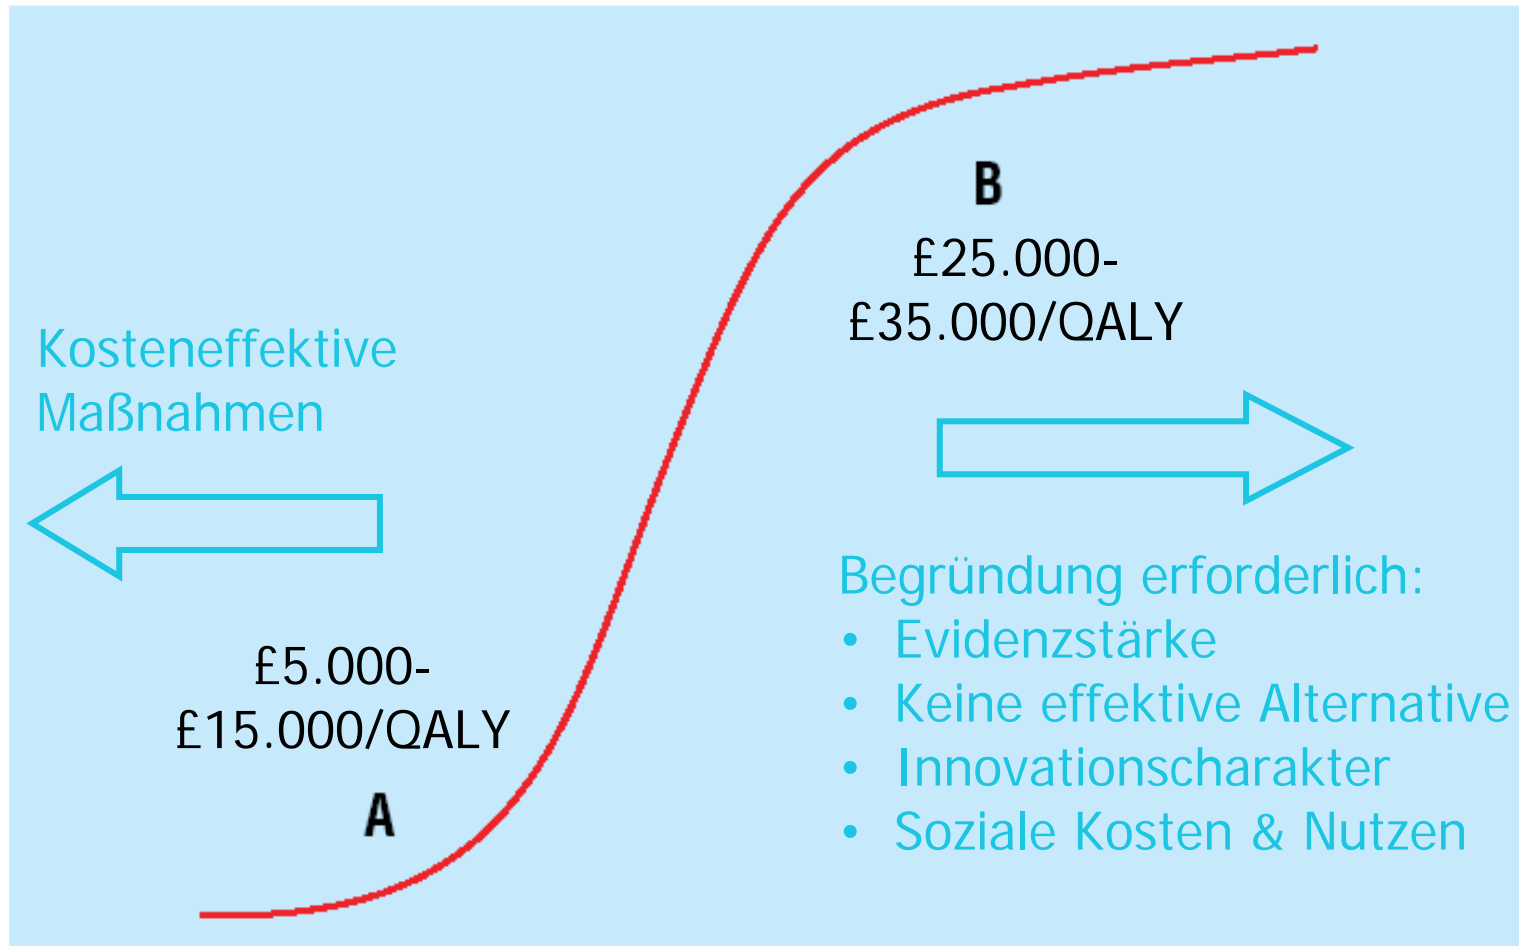 Kosteneffektive
Maßnahmen
£5.000-
£15.000/QALY
A
B
£25.000-
£35.000/QALY
Begründung erforderlich:
• Evidenzstärke
• Keine effektive Alternative
• Innovationscharakter
• Soziale Kosten & Nutzen